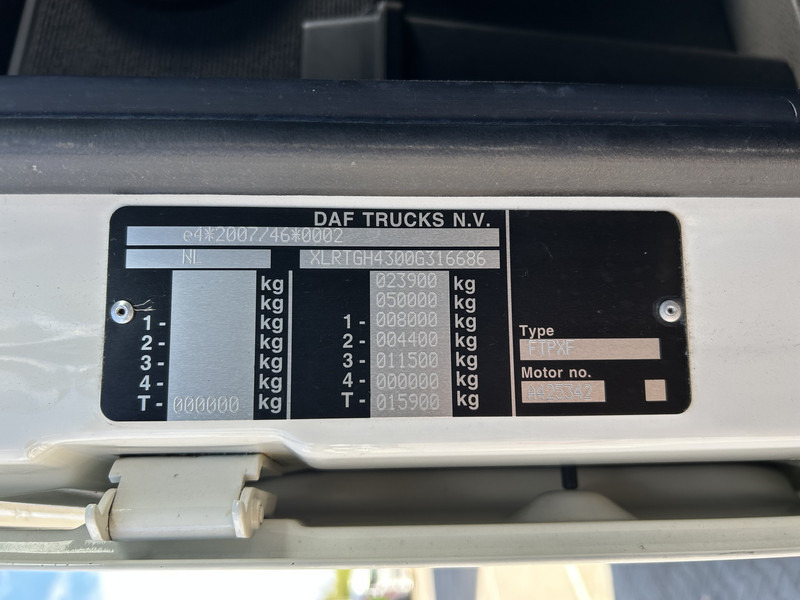 DAF TRUCKS N.V.
e4*2007/46*0002
NL XLRTGH4300G316686
kg 023900 kg
kg 050000 kg
1- kg 1- 008000 kg
2- kg 2- 004400 kg
3- kg 3- 011500 kg
4- kg 4- 000000 kg
T- 000000 kg T- 015900 kg
Type
FTPXF
Motor no.
A425342